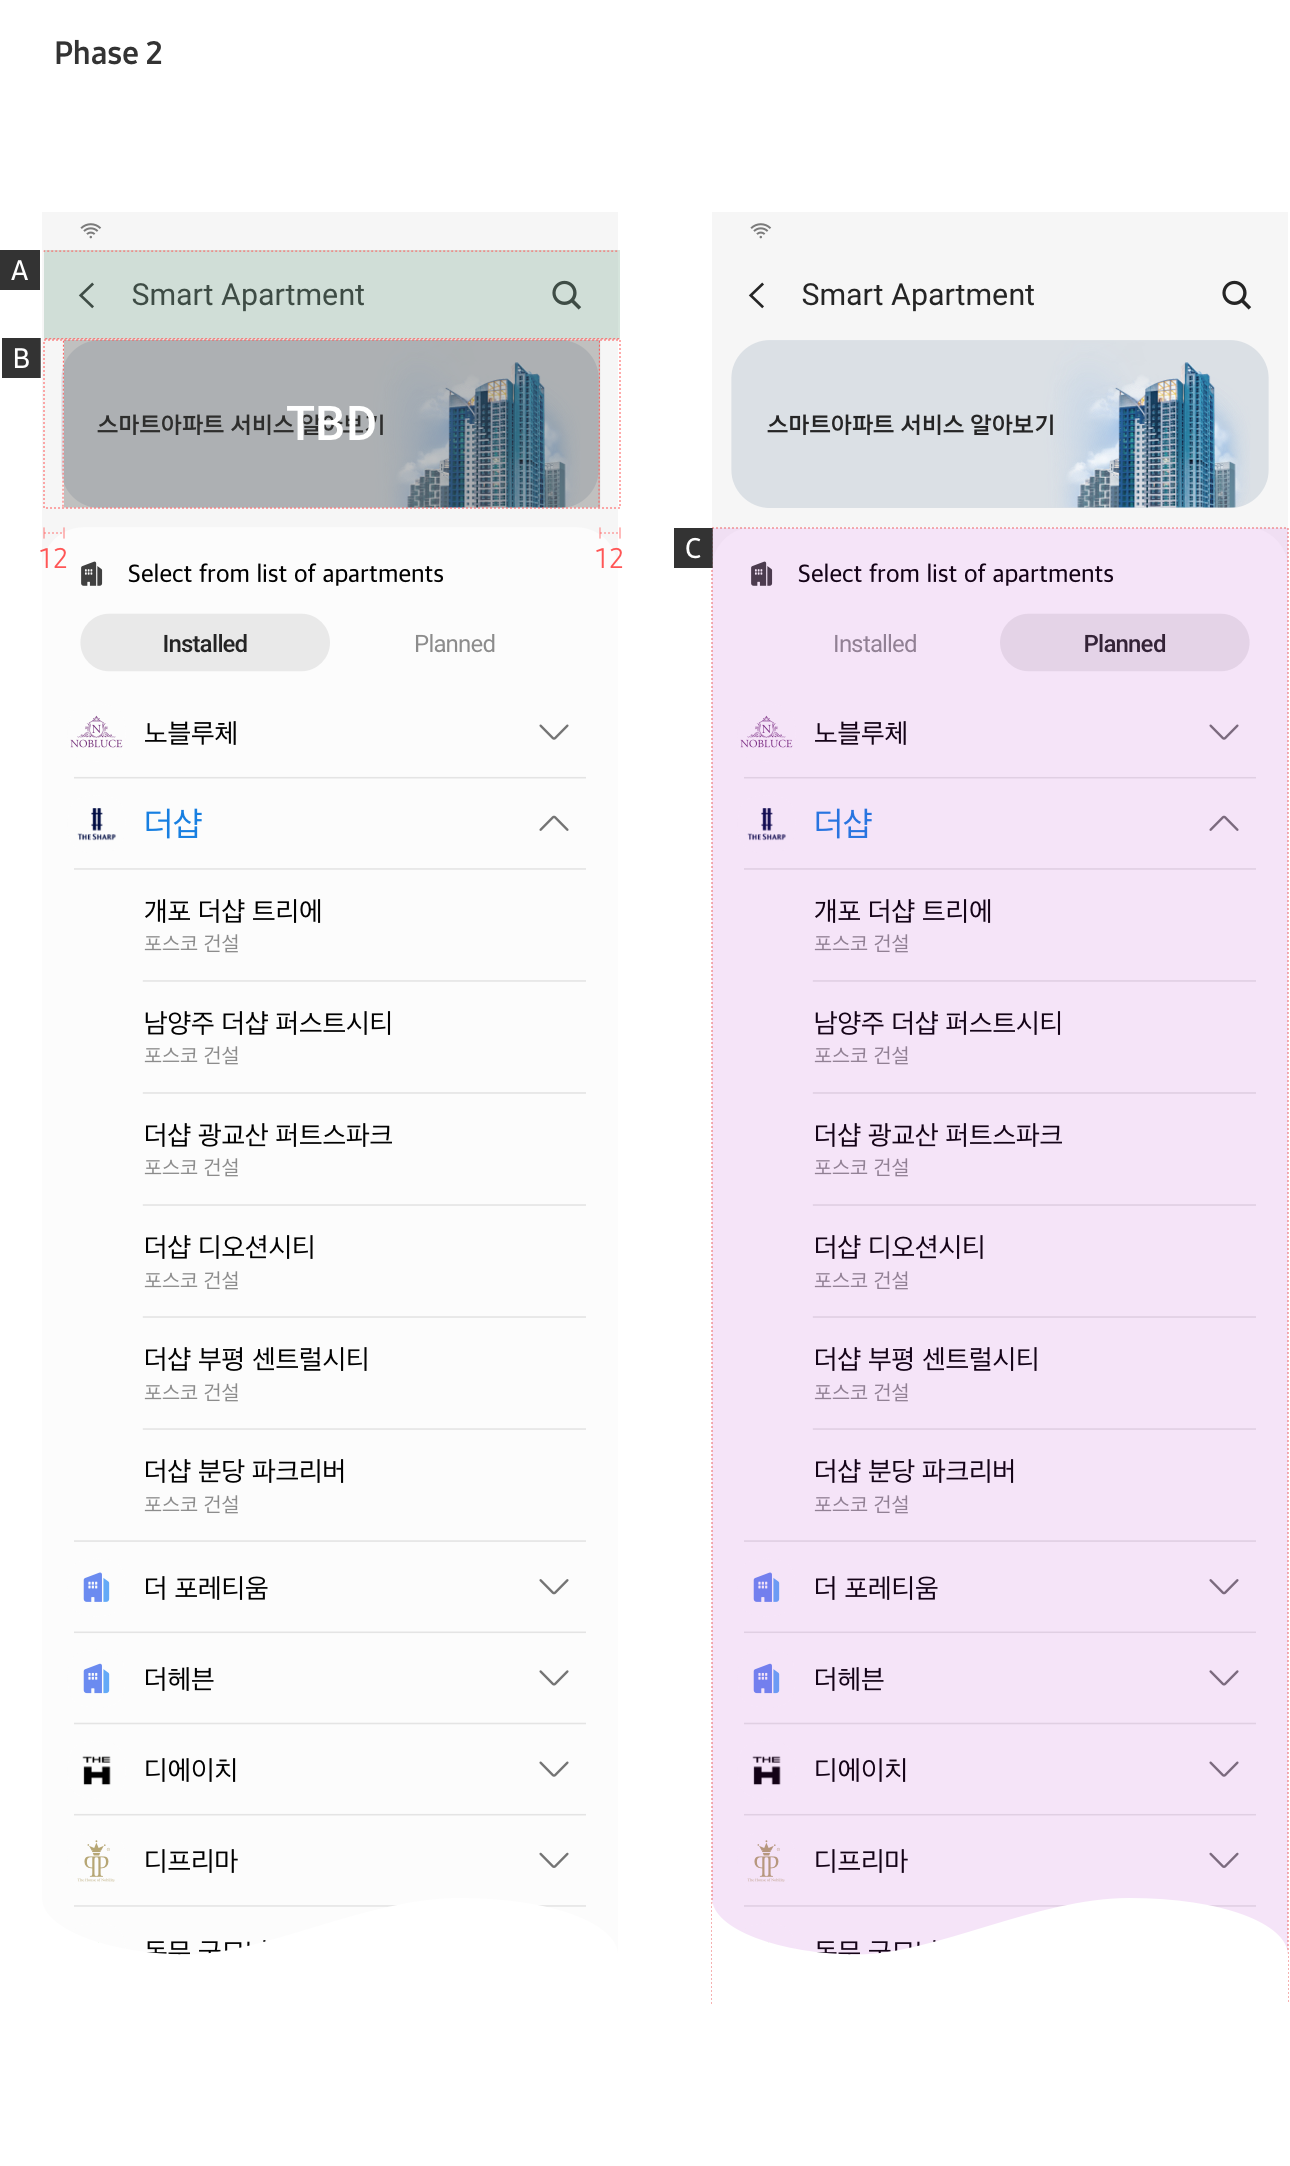 Phase 2
A
Smart Apartment
B
스마트아파트 서비스 알아보기
TBD
12
12
Select from list of apartments
Installed
Planned
NOBLUCE
노블루체
THE SHARP
더샵
개포 더샵 트리에
포스코 건설
남양주 더샵 퍼스트시티
포스코 건설
더샵 광교산 퍼트스파크
포스코 건설
더샵 디오션시티
포스코 건설
더샵 부평 센트럴시티
포스코 건설
더샵 분당 파크리버
포스코 건설
더 포레티움
더헤븐
THE H
디에이치
디프리마
Smart Apartment
스마트아파트 서비스 알아보기
C
Select from list of apartments
Installed
Planned
NOBLUCE
노블루체
THE SHARP
더샵
개포 더샵 트리에
포스코 건설
남양주 더샵 퍼스트시티
포스코 건설
더샵 광교산 퍼트스파크
포스코 건설
더샵 디오션시티
포스코 건설
더샵 부평 센트럴시티
포스코 건설
더샵 분당 파크리버
포스코 건설
더 포레티움
더헤븐
THE H
디에이치
디프리마